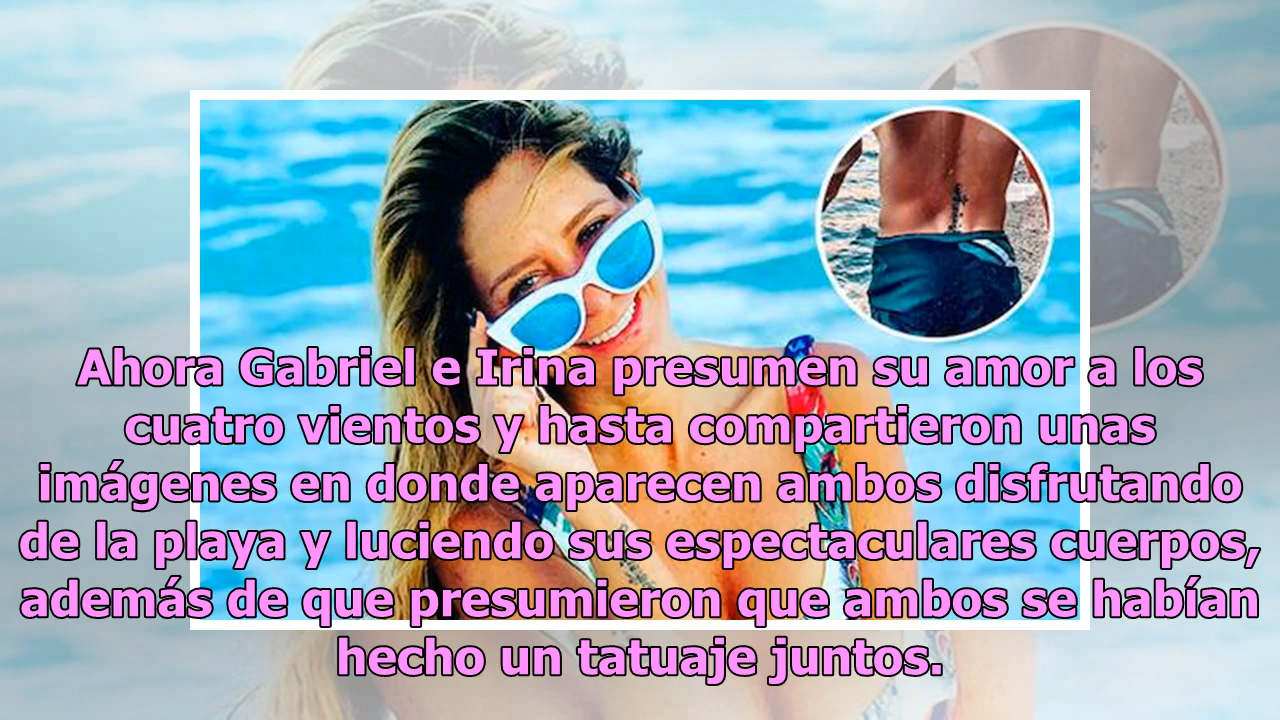 Ahora Gabriel e Irina presumen su amor a los
cuatro vientos y hasta compartieron unas
imágenes en donde aparecen ambos disfrutando
de la playa y luciendo sus espectaculares cuerpos,
además de que presumieron que ambos se habían
hecho un tatuaje juntos.